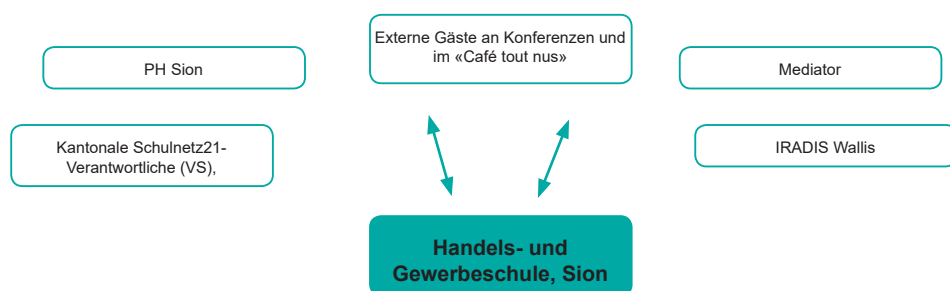 Externe Gäste an Konferenzen und
im «Café tout nus»
PH Sion
Mediator
Kantonale Schulnetz21-
Verantwortliche (VS),
IRADIS Wallis
Handels- und
Gewerbeschule, Sion